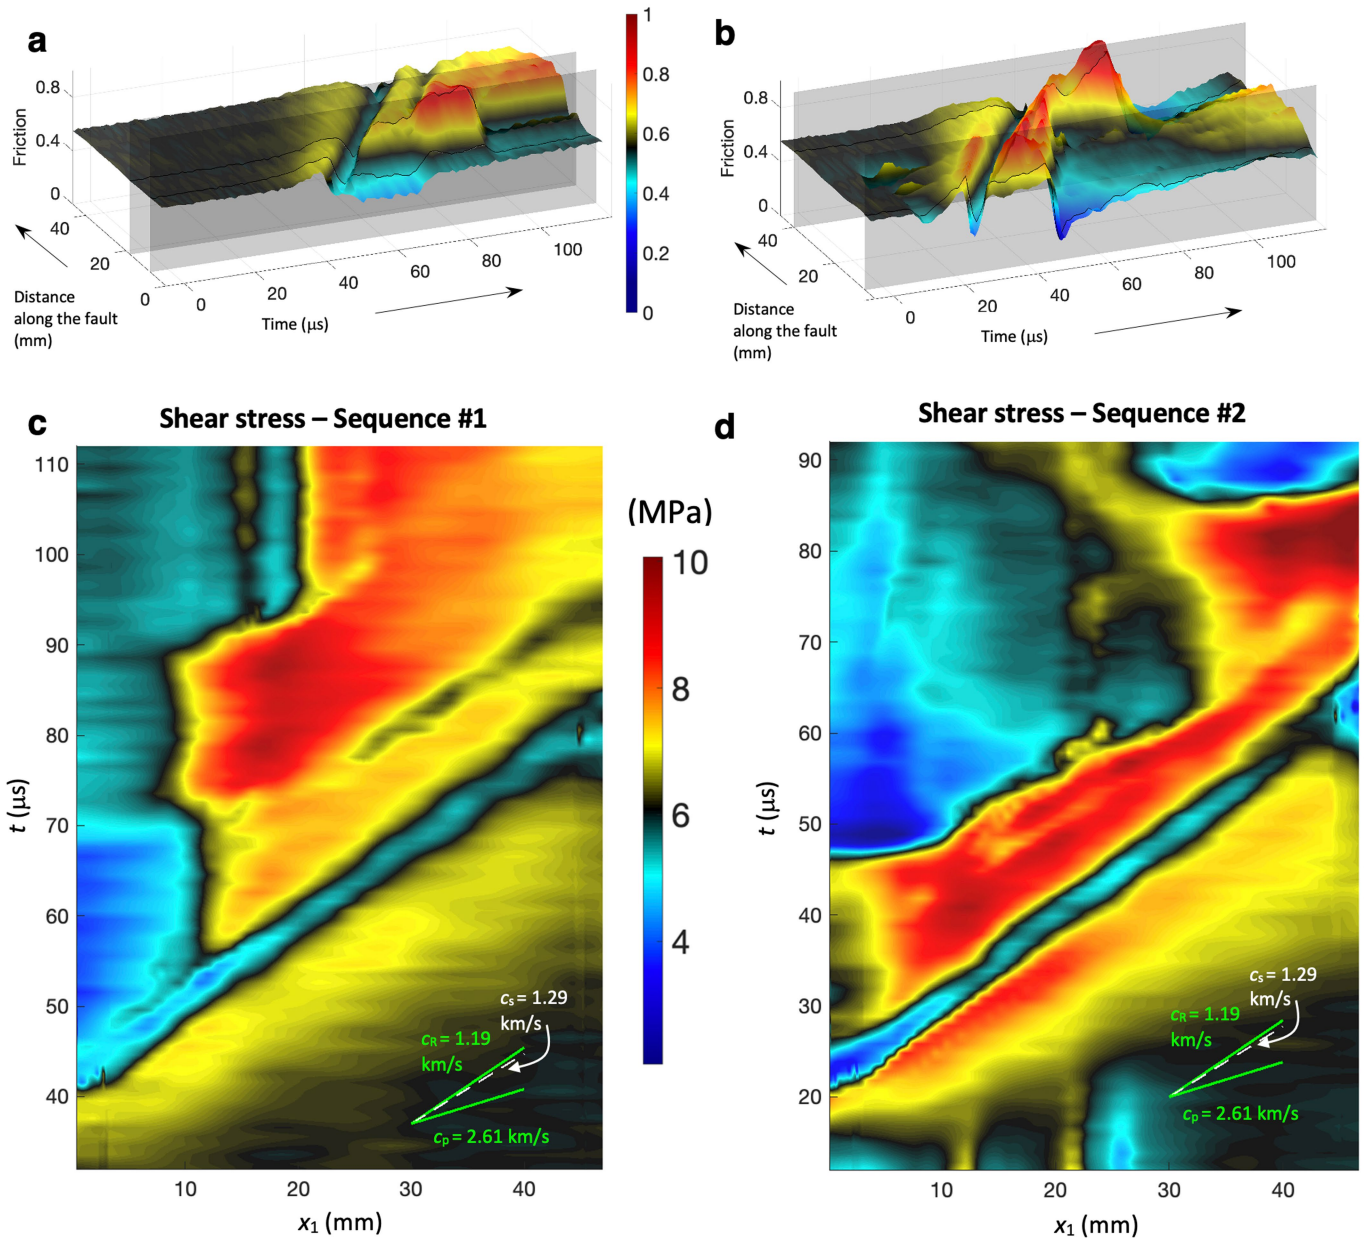 a
Friction
0.8
0.4
0
40
20
0
Distance
along the fault
(mm)
0
20
40
60
80
100
Time (μs)
1
0.8
0.6
0.4
0.2
0
b
Friction
0.8
0.4
0
40
20
0
Distance
along the fault
(mm)
0
20
40
60
80
100
Time (μs)
c
Shear stress – Sequence #1
110
100
90
80
70
60
50
40
t (μs)
10
20
30
40
x₁ (mm)
cs = 1.29
km/s
cR = 1.19
km/s
cp = 2.61 km/s
(MPa)
10
8
6
4
d
Shear stress – Sequence #2
90
80
70
60
50
40
30
20
t (μs)
10
20
30
40
x₁ (mm)
cs = 1.29
km/s
cR = 1.19
km/s
cp = 2.61 km/s